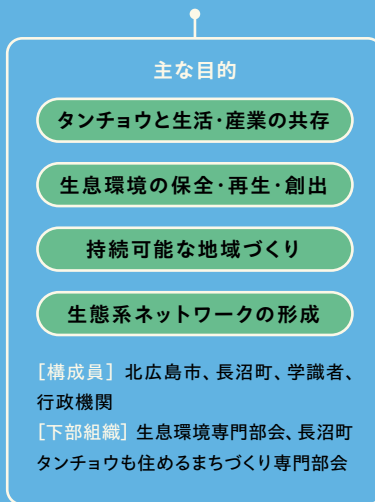 主な目的
タンチョウと生活・産業の共存
生息環境の保全・再生・創出
持続可能な地域づくり
生態系ネットワークの形成
［構成員］ 北広島市、長沼町、学識者、
行政機関
［下部組織］ 生息環境専門部会、長沼町
タンチョウも住めるまちづくり専門部会